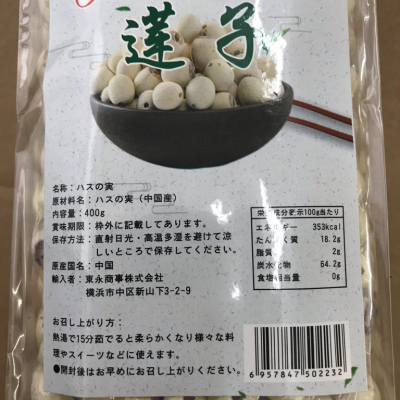 蓮子
名称：ハスの実
原材料名：ハスの実（中国産）
内容量：400g
賞味期限：枠外に記載してあります。
保存方法：直射日光・高温多湿を避けて涼
しいところで保存してください。
原産国名：中国
輸入者：東永商事株式会社
横浜市中区新山下3-2-9
お召し上がり方：
熱湯で15分茹でると柔らかくなり様々な料
理やスイーツなどに使えます。
●開封後はお早めにお召し上がりください。
栄養成分表示100g当たり
エネルギー 353kcal
たんぱく質 18.2g
脂質 2g
炭水化物 64.2g
食塩相当量 0g
6957847502232